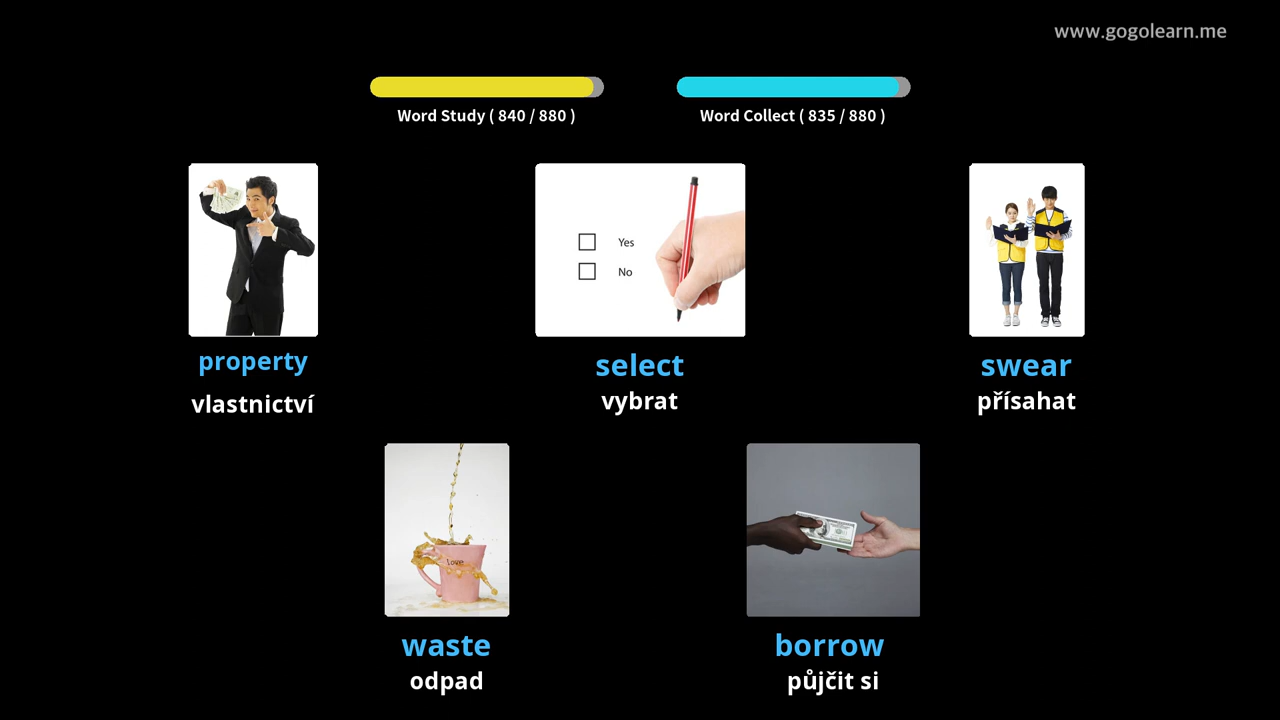 www.gogolearn.me
Word Study ( 840 / 880 )
Word Collect ( 835 / 880 )
Yes
No
property
vlastnictví
select
vybrat
swear
přísahat
love
waste
odpad
borrow
půjčit si